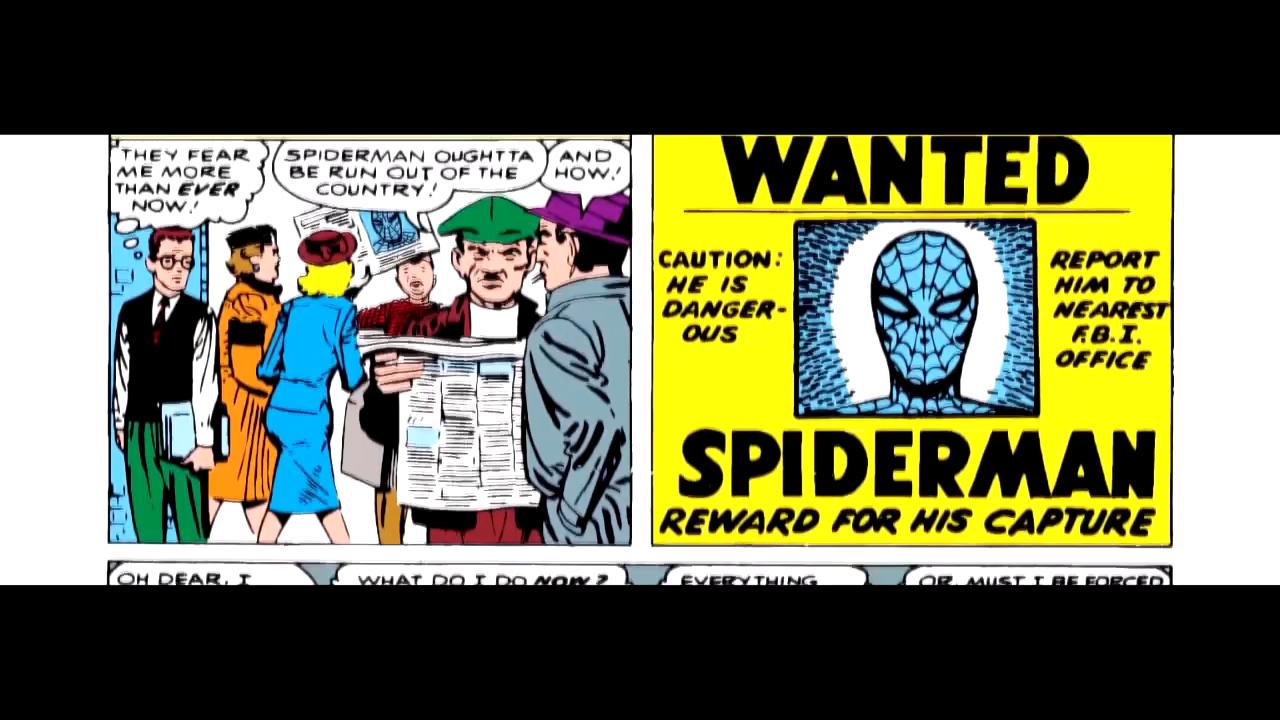 THEY FEAR
ME MORE
THAN EVER
NOW!
SPIDERMAN OUGHTTA
BE RUN OUT OF THE
COUNTRY!
AND
HOW!
WANTED
CAUTION:
HE IS
DANGER-
OUS
REPORT
HIM TO
NEAREST
F.B.I.
OFFICE
SPIDERMAN
REWARD FOR HIS CAPTURE
OH DEAR, I
WHAT DO I DO NOW?
EVERYTHING
OR, MUST I BE FORCED